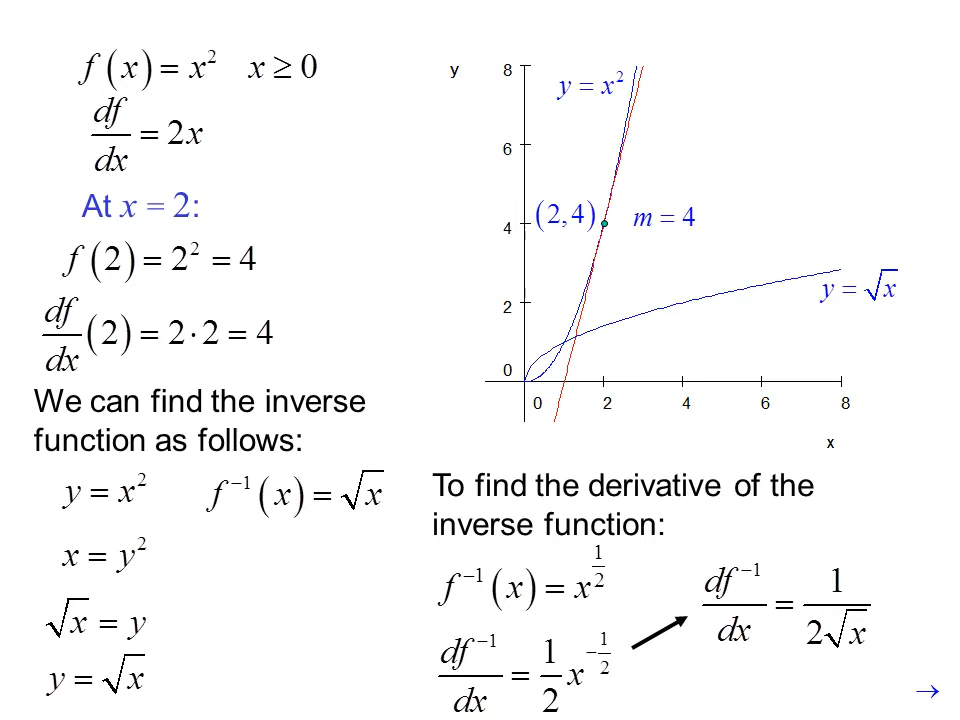 f(x) = x² x ≥ 0
df/dx = 2x
At x = 2:
f(2) = 2² = 4
df/dx (2) = 2·2 = 4
We can find the inverse
function as follows:
y = x² f⁻¹(x) = √x
x = y²
√x = y
y = √x
y
8
6
4
2
0
0 2 4 6 8
x
y = x²
(2,4) m = 4
y = √x
To find the derivative of the
inverse function:
f⁻¹(x) = x^(1/2)
df⁻¹/dx = 1/2 x^(-1/2)
df⁻¹/dx = 1/(2√x)
→